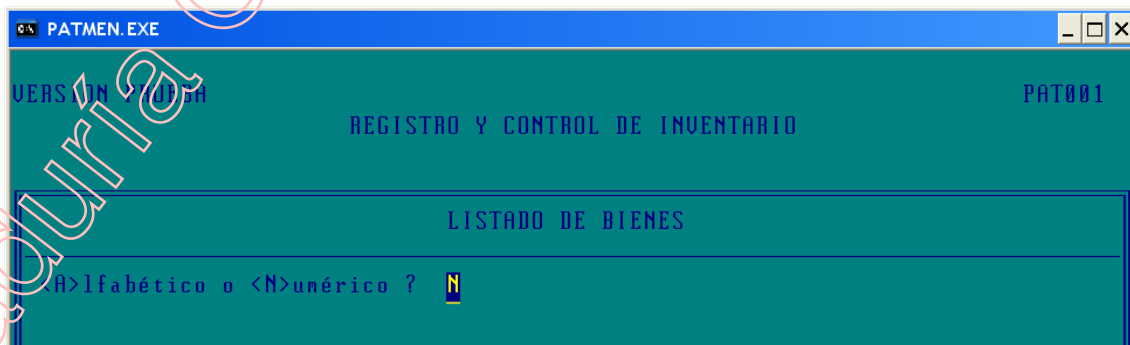 PATMEN.EXE
VERSION PRUEBA PAT001
REGISTRO Y CONTROL DE INVENTARIO
LISTADO DE BIENES
<A>lfabético o <N>umérico ? N